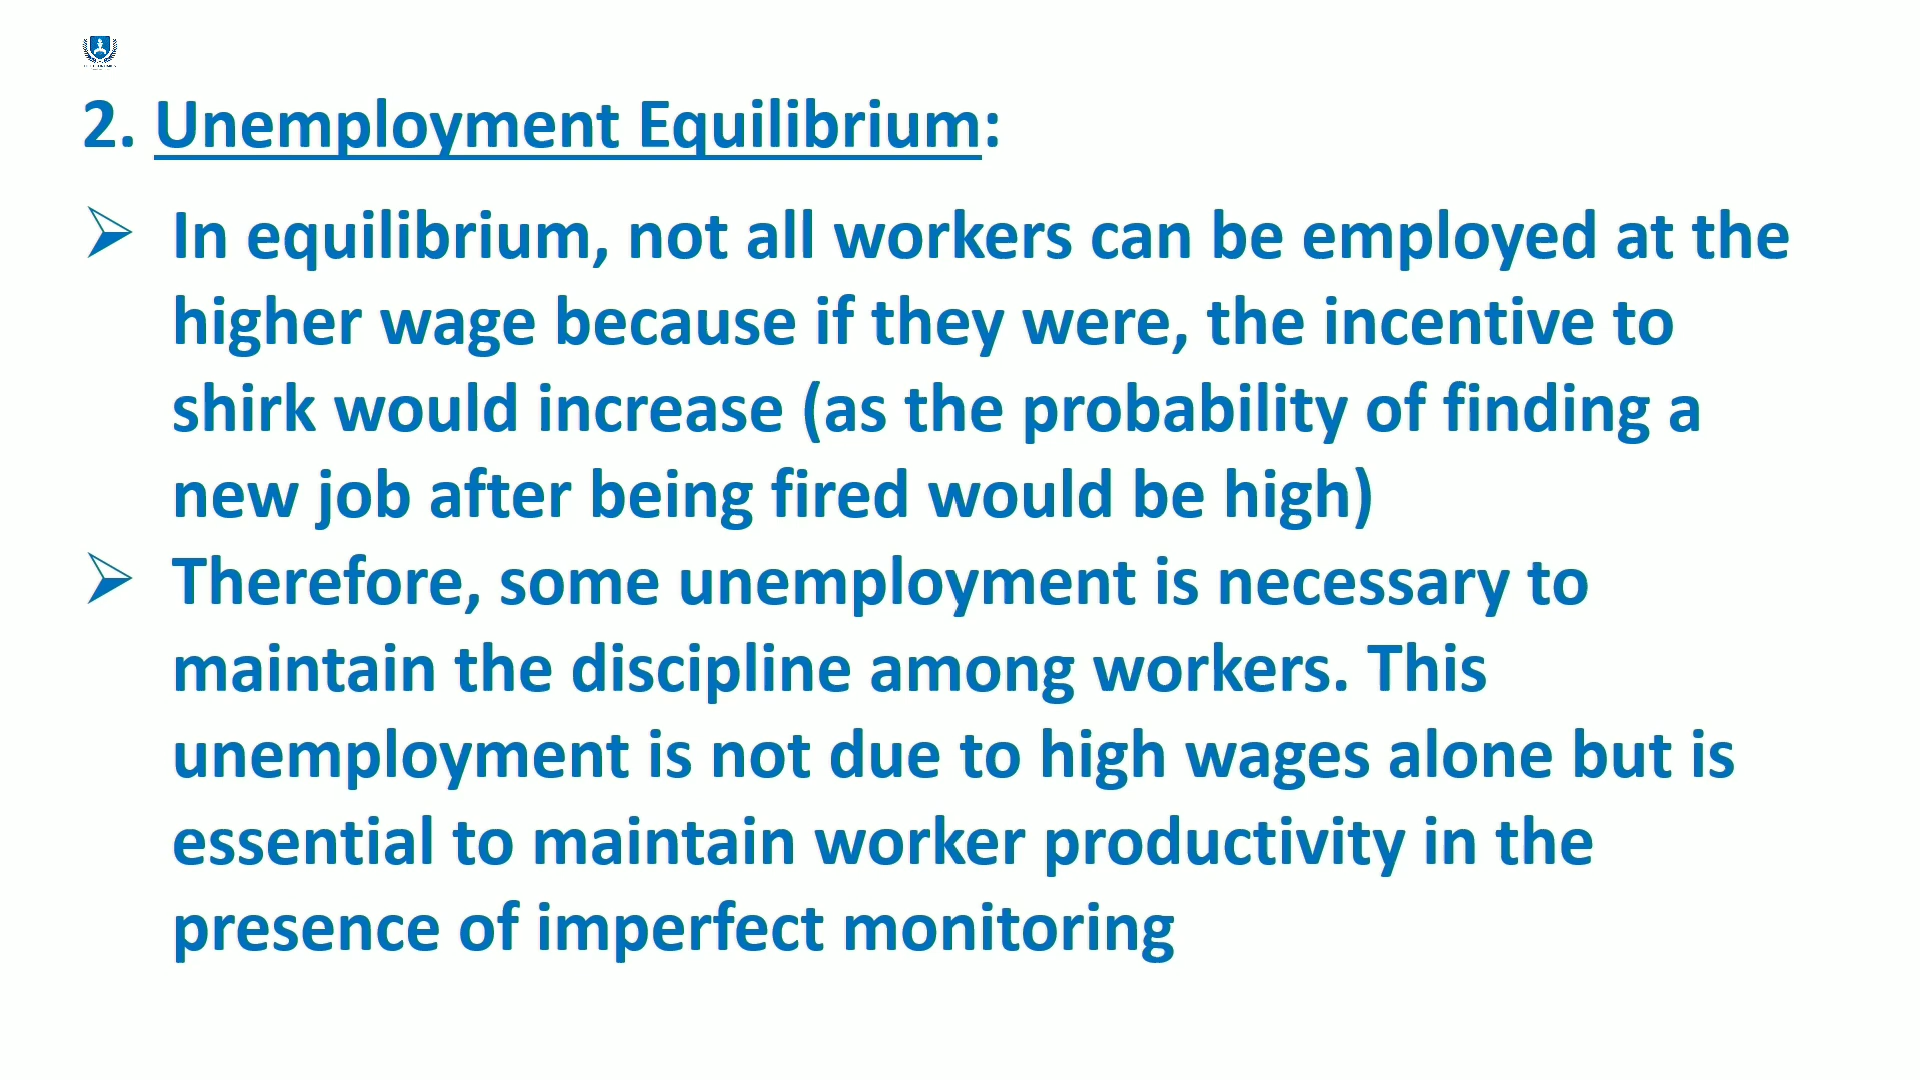 2. Unemployment Equilibrium:
In equilibrium, not all workers can be employed at the
higher wage because if they were, the incentive to
shirk would increase (as the probability of finding a
new job after being fired would be high)
Therefore, some unemployment is necessary to
maintain the discipline among workers. This
unemployment is not due to high wages alone but is
essential to maintain worker productivity in the
presence of imperfect monitoring